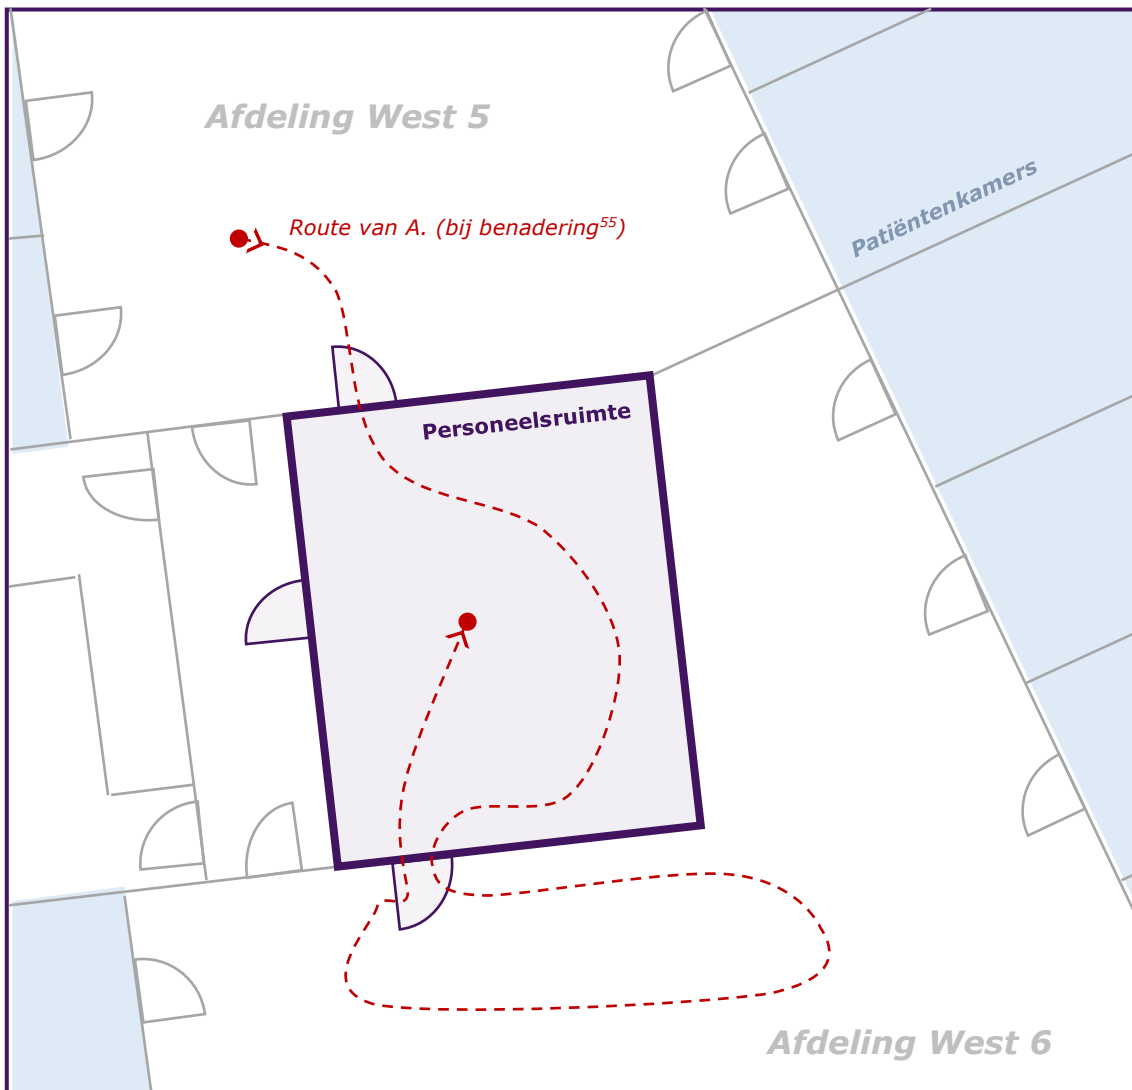 Afdeling West 5
Patiëntenkamers
Route van A. (bij benadering⁵⁵)
Personeelsruimte
Afdeling West 6